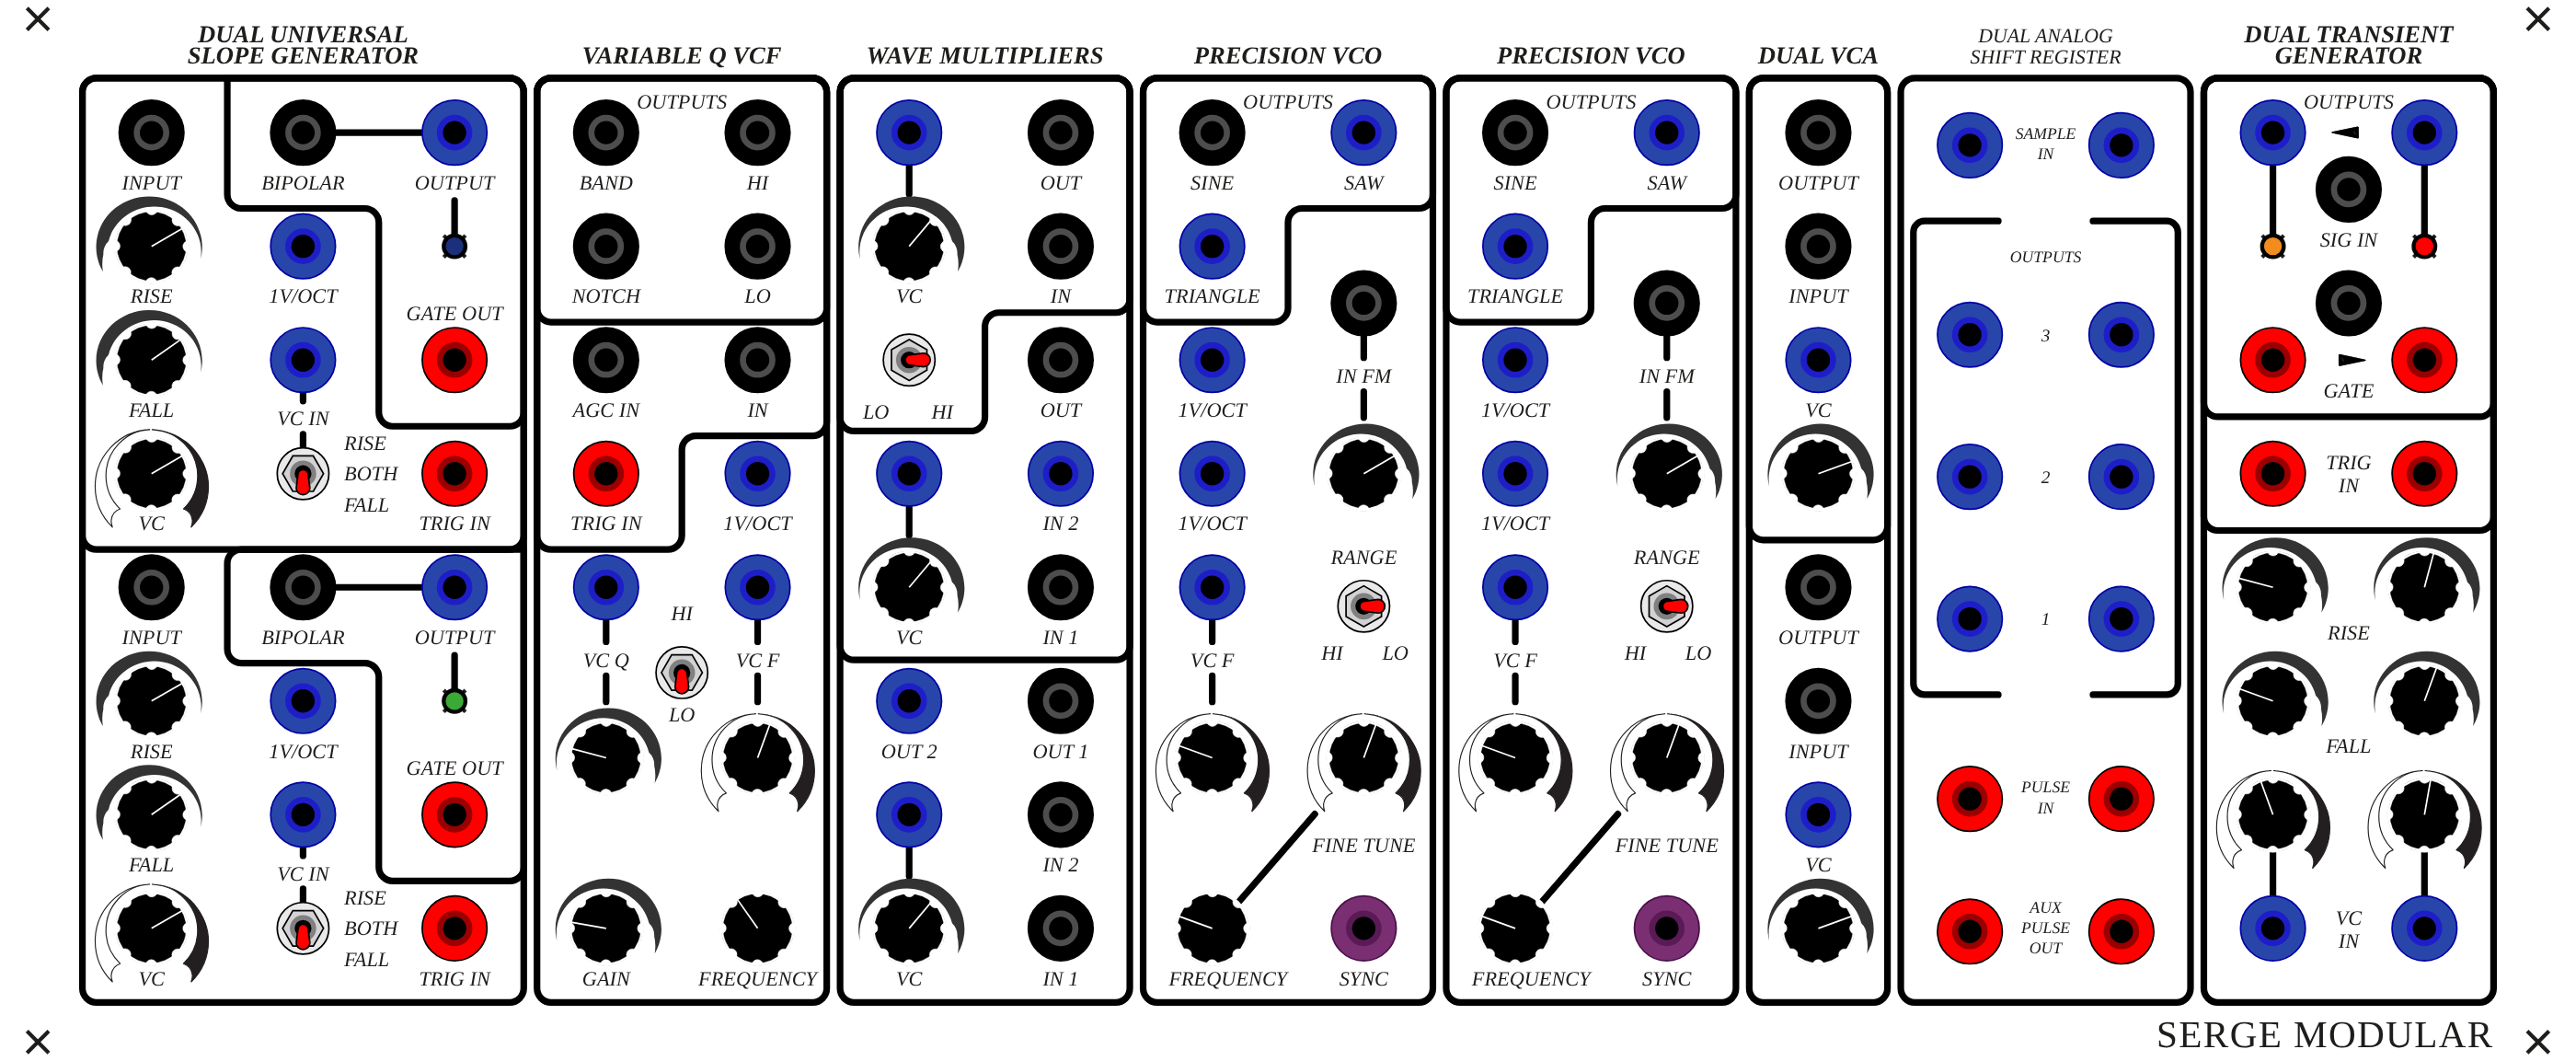 DUAL UNIVERSAL
SLOPE GENERATOR
INPUT
BIPOLAR
OUTPUT
RISE
1V/OCT
GATE OUT
FALL
VC IN
RISE
BOTH
FALL
VC
TRIG IN
INPUT
BIPOLAR
OUTPUT
RISE
1V/OCT
GATE OUT
FALL
VC IN
RISE
BOTH
FALL
VC
TRIG IN
VARIABLE Q VCF
OUTPUTS
BAND
HI
NOTCH
LO
AGC IN
IN
TRIG IN
1V/OCT
HI
VC Q
VC F
LO
GAIN
FREQUENCY
WAVE MULTIPLIERS
OUT
VC
IN
LO
HI
OUT
IN 2
VC
IN 1
OUT 2
OUT 1
IN 2
VC
IN 1
PRECISION VCO
OUTPUTS
SINE
SAW
TRIANGLE
IN FM
1V/OCT
1V/OCT
RANGE
HI
LO
VC F
FINE TUNE
FREQUENCY
SYNC
PRECISION VCO
OUTPUTS
SINE
SAW
TRIANGLE
IN FM
1V/OCT
1V/OCT
RANGE
HI
LO
VC F
FINE TUNE
FREQUENCY
SYNC
DUAL VCA
OUTPUT
INPUT
VC
OUTPUT
INPUT
VC
DUAL ANALOG
SHIFT REGISTER
SAMPLE
IN
OUTPUTS
3
2
1
PULSE
IN
AUX
PULSE
OUT
DUAL TRANSIENT
GENERATOR
OUTPUTS
SIG IN
GATE
TRIG
IN
RISE
FALL
VC
IN
SERGE MODULAR